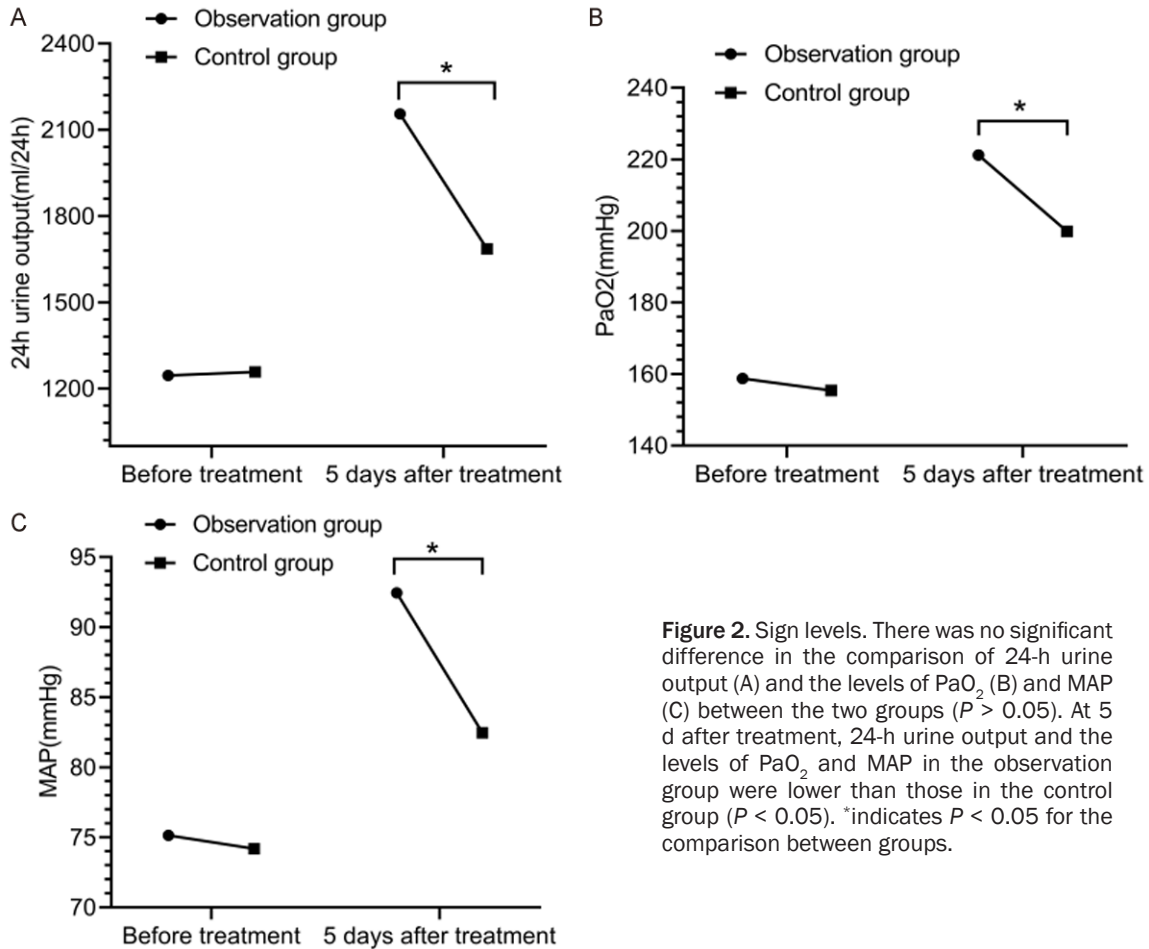 A
Observation group
Control group
24h urine output(ml/24h)
2400
2100
1800
1500
1200
*
Before treatment
5 days after treatment
B
Observation group
Control group
PaO2(mmHg)
240
220
200
180
160
140
*
Before treatment
5 days after treatment
C
Observation group
Control group
MAP(mmHg)
95
90
85
80
75
70
*
Before treatment
5 days after treatment
Figure 2. Sign levels. There was no significant
difference in the comparison of 24-h urine
output (A) and the levels of PaO2 (B) and MAP
(C) between the two groups (P > 0.05). At 5
d after treatment, 24-h urine output and the
levels of PaO2 and MAP in the observation
group were lower than those in the control
group (P < 0.05). *indicates P < 0.05 for the
comparison between groups.